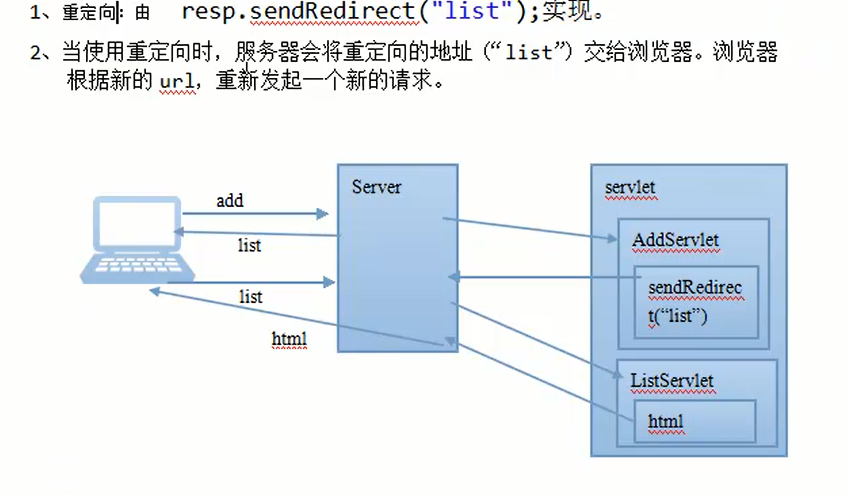 1、重定向：由 resp.sendRedirect("list");实现。
2、当使用重定向时，服务器会将重定向的地址（“list”）交给浏览器。浏览器
根据新的 url，重新发起一个新的请求。
Server
servlet
add
list
AddServlet
sendRedirec
t(“list”)
list
html
ListServlet
html